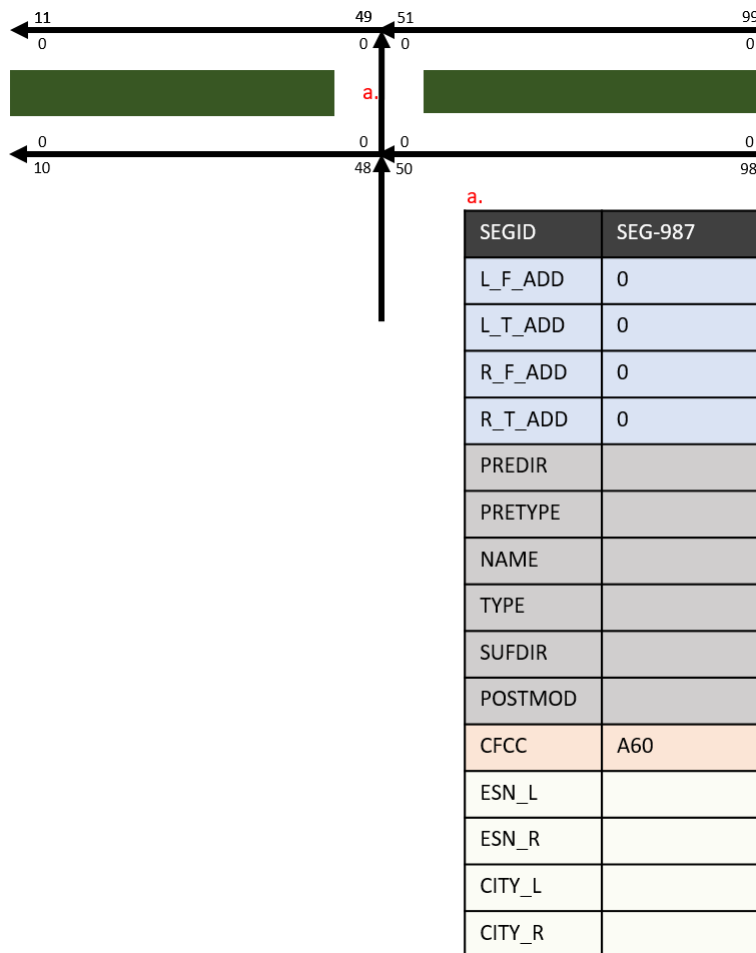 11 49 51 99
0 0 0 0
a.
0 0 0 0
10 48 50 98
a.
SEGID SEG-987
L_F_ADD 0
L_T_ADD 0
R_F_ADD 0
R_T_ADD 0
PREDIR
PRETYPE
NAME
TYPE
SUFDIR
POSTMOD
CFCC A60
ESN_L
ESN_R
CITY_L
CITY_R